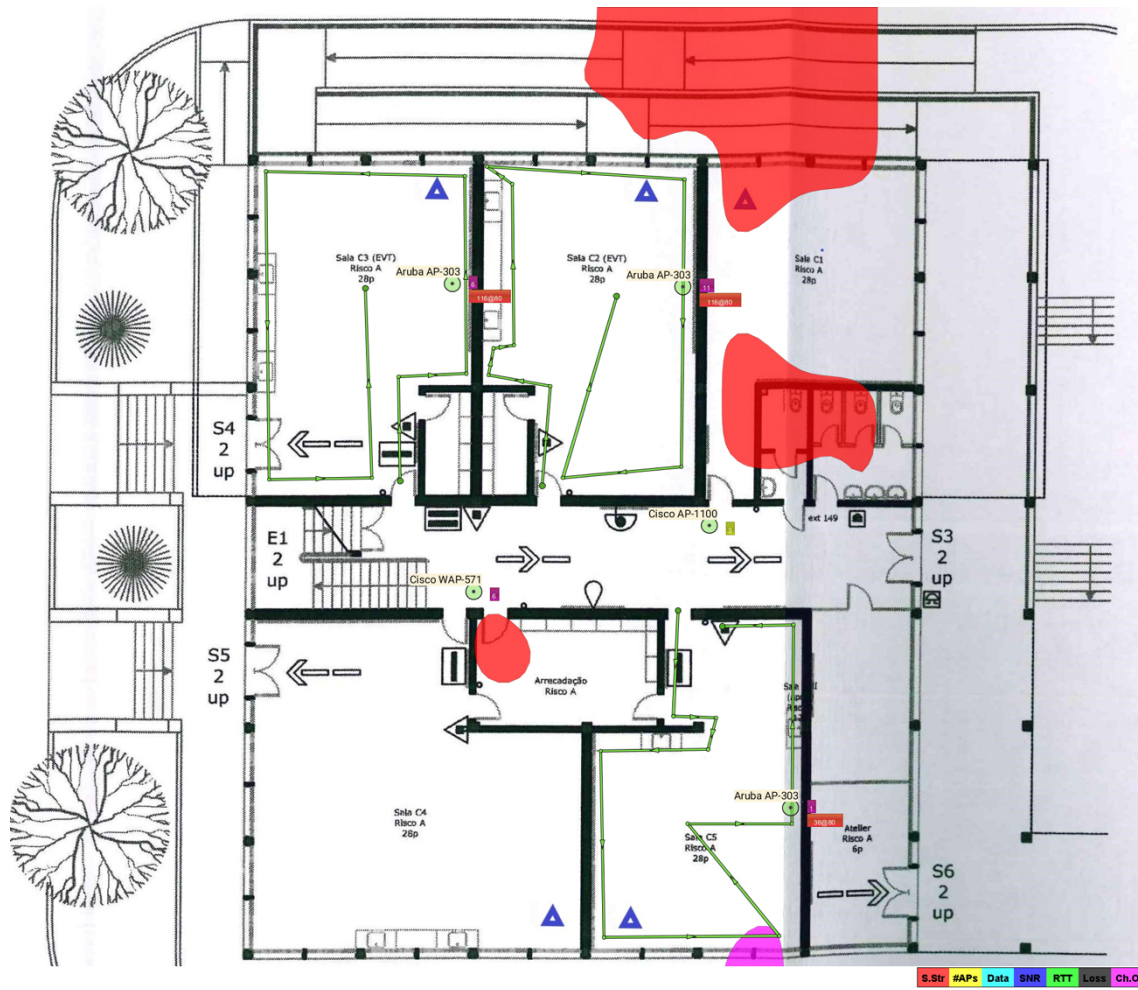 Sala C3 (EVT)
Risco A
28p
Aruba AP-303
6
116@80
Sala C2 (EVT)
Risco A
28p
Aruba AP-303
11
116@80
Sala C1
Risco A
28p
S4
2
up
E1
2
up
Cisco AP-1100
ext 149
S3
2
up
Cisco WAP-571
6
S5
2
up
Arrecadação
Risco A
Sala C4
Risco A
28p
Aruba AP-303
1
36@80
Sala C5
Risco A
28p
Atelier
Risco A
6p
S6
2
up
S.Str #APs Data SNR RTT Loss Ch.O